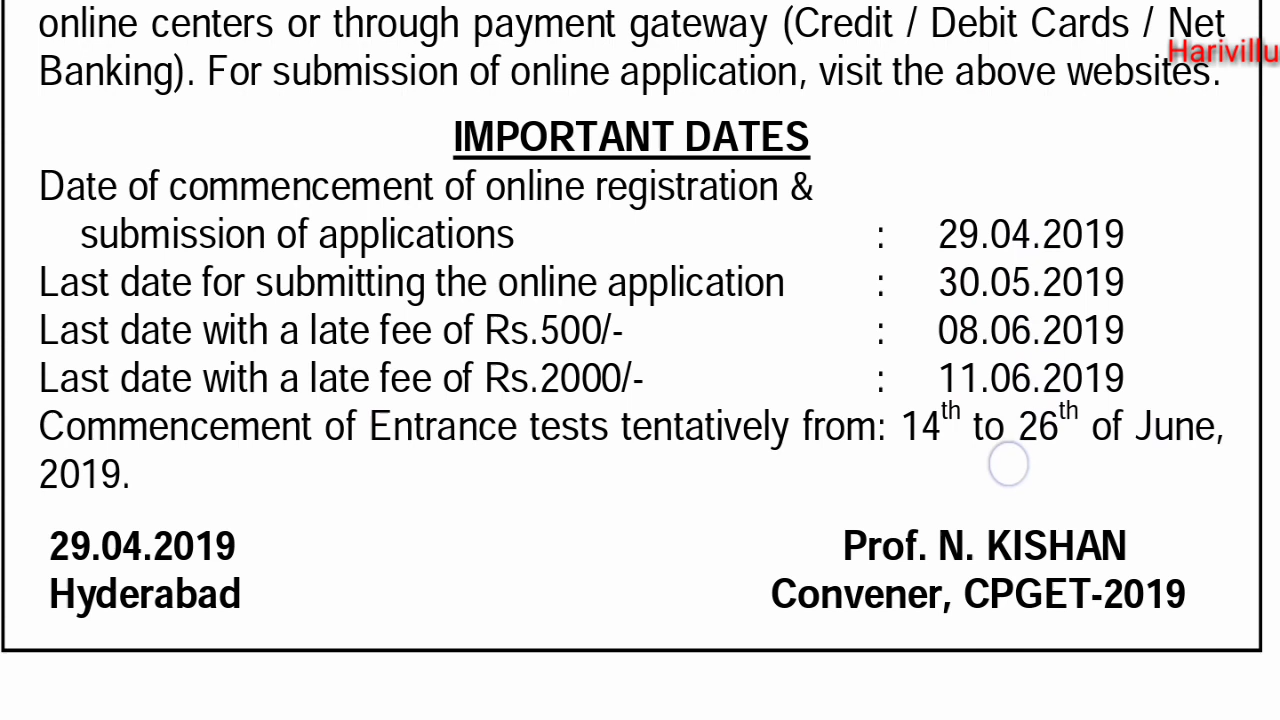 online centers or through payment gateway (Credit / Debit Cards / Net
Harivillu
Banking). For submission of online application, visit the above websites.
IMPORTANT DATES
Date of commencement of online registration &
submission of applications : 29.04.2019
Last date for submitting the online application : 30.05.2019
Last date with a late fee of Rs.500/- : 08.06.2019
Last date with a late fee of Rs.2000/- : 11.06.2019
Commencement of Entrance tests tentatively from: 14th to 26th of June,
2019.
29.04.2019 Prof. N. KISHAN
Hyderabad Convener, CPGET-2019